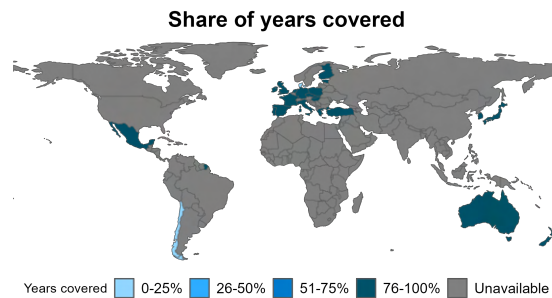 Share of years covered
Years covered 0-25% 26-50% 51-75% 76-100% Unavailable